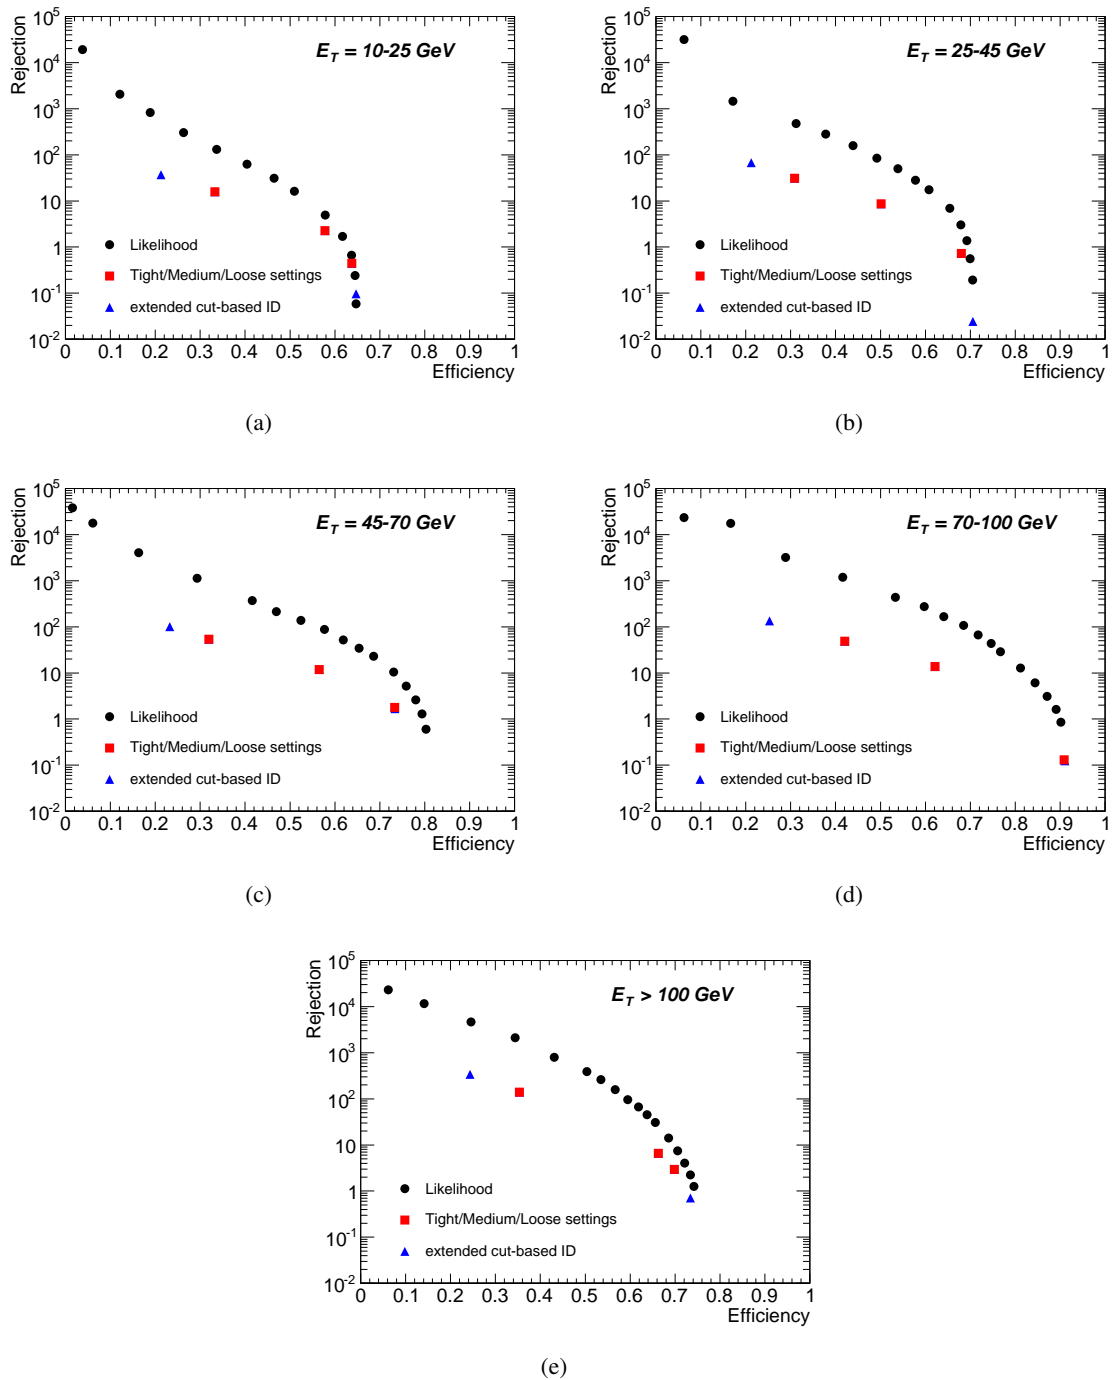 Rejection
E_T = 10-25 GeV
10^5
10^4
10^3
10^2
10
1
10^-1
10^-2
Likelihood
Tight/Medium/Loose settings
extended cut-based ID
0 0.1 0.2 0.3 0.4 0.5 0.6 0.7 0.8 0.9 1
Efficiency
(a)
Rejection
E_T = 25-45 GeV
10^5
10^4
10^3
10^2
10
1
10^-1
10^-2
Likelihood
Tight/Medium/Loose settings
extended cut-based ID
0 0.1 0.2 0.3 0.4 0.5 0.6 0.7 0.8 0.9 1
Efficiency
(b)
Rejection
E_T = 45-70 GeV
10^5
10^4
10^3
10^2
10
1
10^-1
10^-2
Likelihood
Tight/Medium/Loose settings
extended cut-based ID
0 0.1 0.2 0.3 0.4 0.5 0.6 0.7 0.8 0.9 1
Efficiency
(c)
Rejection
E_T = 70-100 GeV
10^5
10^4
10^3
10^2
10
1
10^-1
10^-2
Likelihood
Tight/Medium/Loose settings
extended cut-based ID
0 0.1 0.2 0.3 0.4 0.5 0.6 0.7 0.8 0.9 1
Efficiency
(d)
Rejection
E_T > 100 GeV
10^5
10^4
10^3
10^2
10
1
10^-1
10^-2
Likelihood
Tight/Medium/Loose settings
extended cut-based ID
0 0.1 0.2 0.3 0.4 0.5 0.6 0.7 0.8 0.9 1
Efficiency
(e)